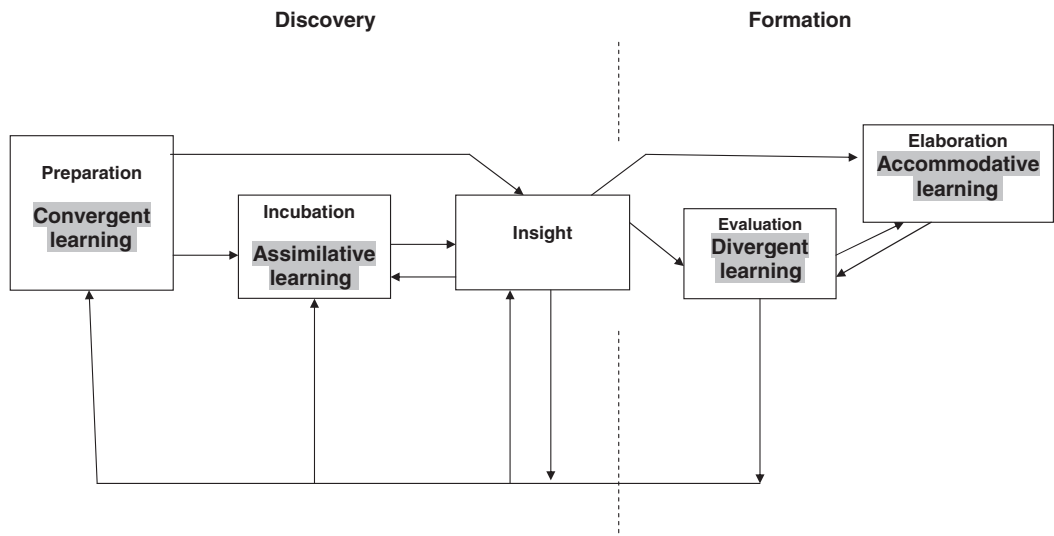 Discovery
Formation
Preparation
Convergent
learning
Incubation
Assimilative
learning
Insight
Evaluation
Divergent
learning
Elaboration
Accommodative
learning